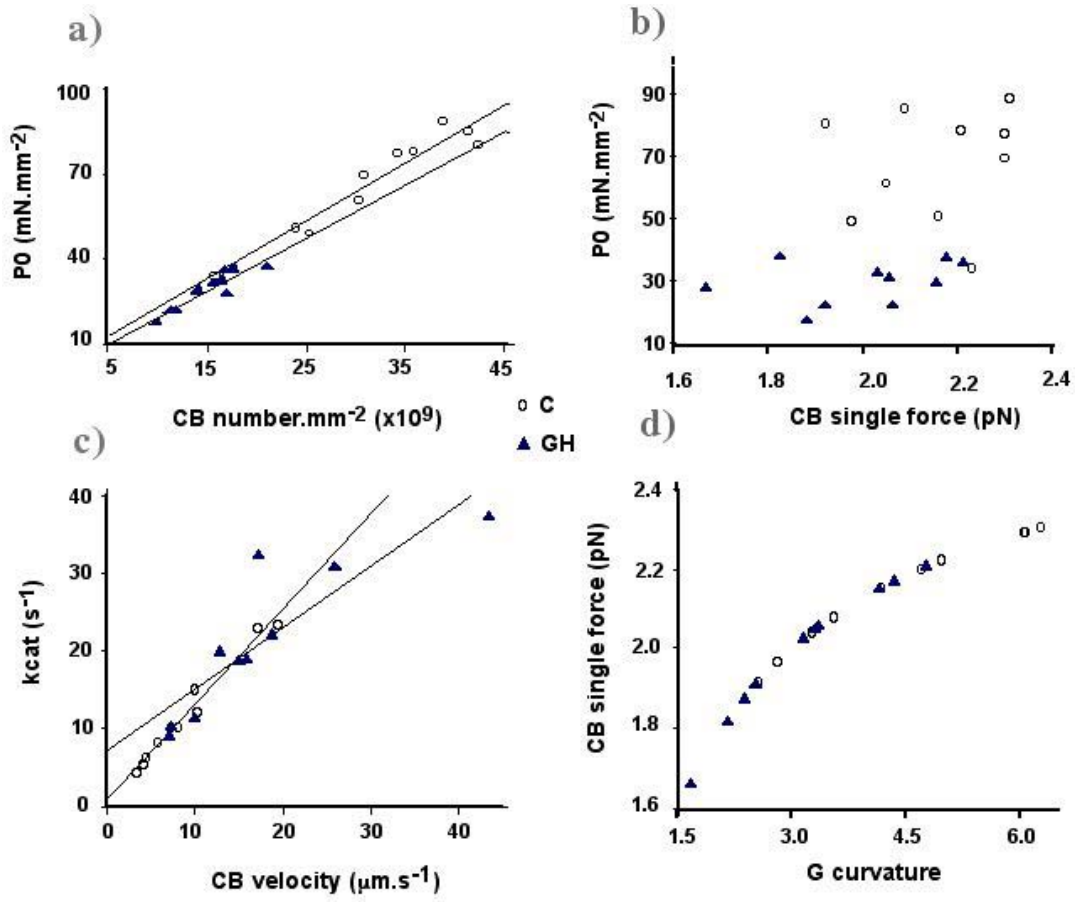 a)
P0 (mN.mm⁻²)
100
70
40
10
5 15 25 35 45
CB number.mm⁻² (x10⁹)
b)
P0 (mN.mm⁻²)
90
70
50
30
10
1.6 1.8 2.0 2.2 2.4
CB single force (pN)
C
GH
c)
kcat (s⁻¹)
40
30
20
10
0
0 10 20 30 40
CB velocity (μm.s⁻¹)
d)
CB single force (pN)
2.4
2.2
2.0
1.8
1.6
1.5 3.0 4.5 6.0
G curvature